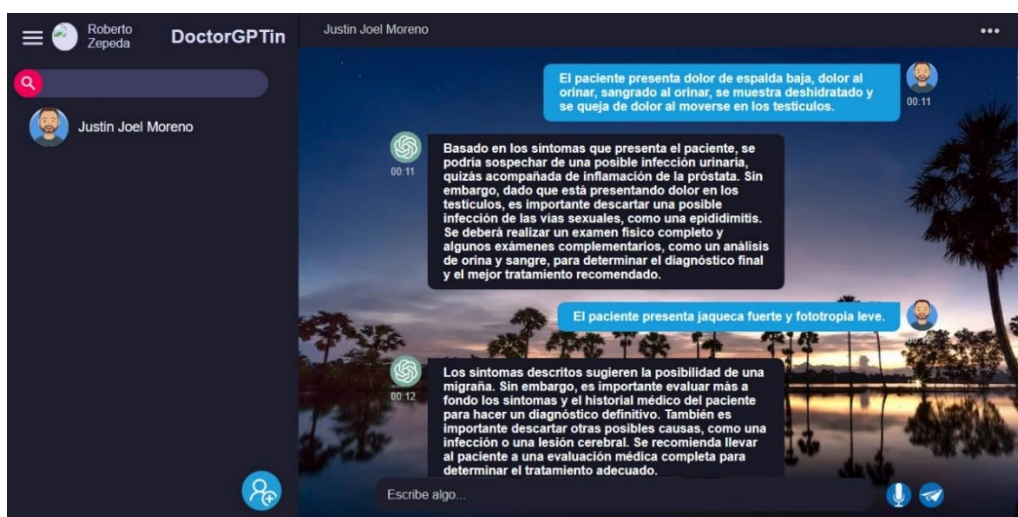 Roberto
Zepeda
DoctorGPTin
Justin Joel Moreno
Justin Joel Moreno
El paciente presenta dolor de espalda baja, dolor al
orinar, sangrado al orinar, se muestra deshidratado y
se queja de dolor al moverse en los testiculos.
00:11
Basado en los síntomas que presenta el paciente, se
podría sospechar de una posible infección urinaria,
quizás acompañada de inflamación de la próstata. Sin
embargo, dado que está presentando dolor en los
testículos, es importante descartar una posible
infección de las vías sexuales, como una epididimitis.
Se deberá realizar un examen físico completo y
algunos exámenes complementarios, como un análisis
de orina y sangre, para determinar el diagnóstico final
y el mejor tratamiento recomendado.
00:11
El paciente presenta jaqueca fuerte y fototropia leve.
Los síntomas descritos sugieren la posibilidad de una
migraña. Sin embargo, es importante evaluar más a
fondo los síntomas y el historial médico del paciente
para hacer un diagnóstico definitivo. También es
importante descartar otras posibles causas, como una
infección o una lesión cerebral. Se recomienda llevar
al paciente a una evaluación médica completa para
determinar el tratamiento adecuado.
00:12
Escribe algo...